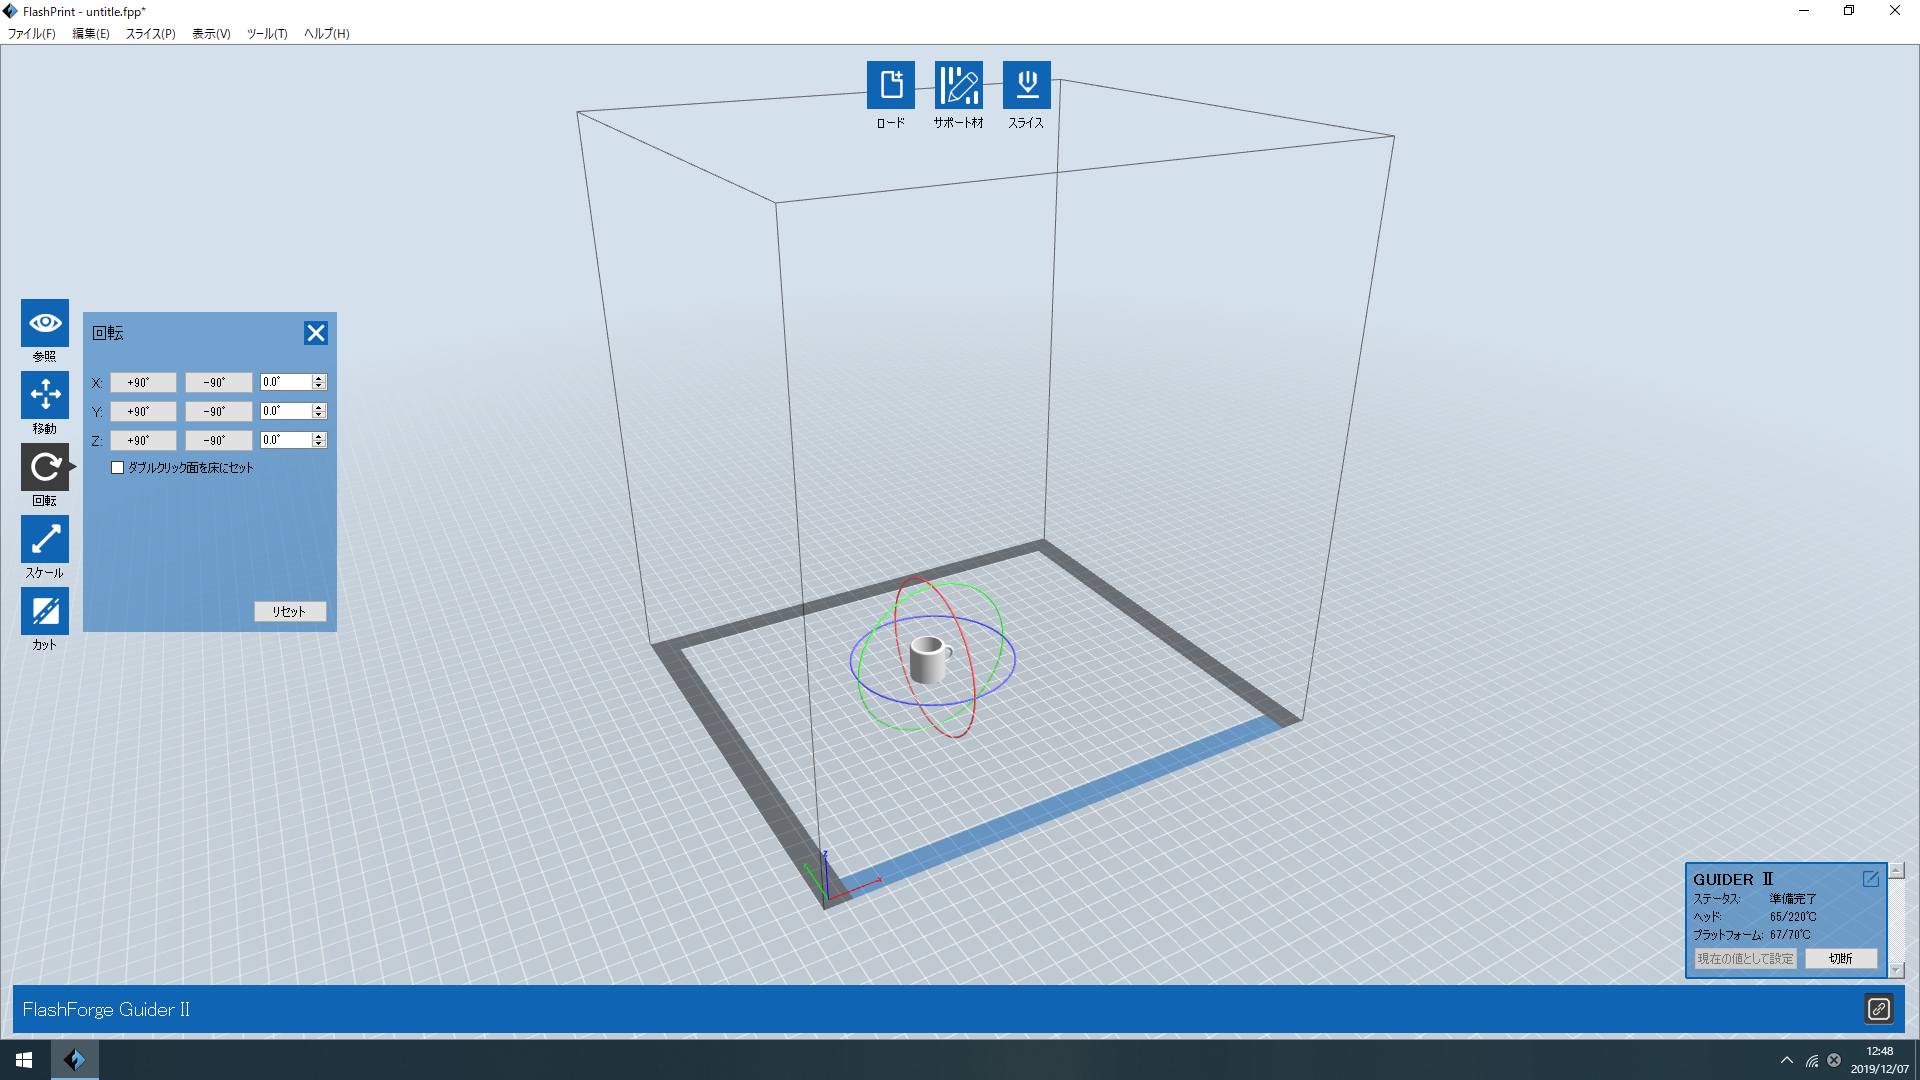 FlashPrint - untitle.fpp*
ファイル(F) 編集(E) スライス(P) 表示(V) ツール(T) ヘルプ(H)
ロード サポート材 スライス
参照
移動
回転
スケール
カット
回転
X: +90° -90° 0.0°
Y: +90° -90° 0.0°
Z: +90° -90° 0.0°
ダブルクリック面を床にセット
リセット
Z
X
GUIDER Ⅱ
ステータス: 準備完了
ヘッド: 65/220℃
プラットフォーム: 67/70℃
現在の値として設定 切断
FlashForge Guider II
12:48
2019/12/07